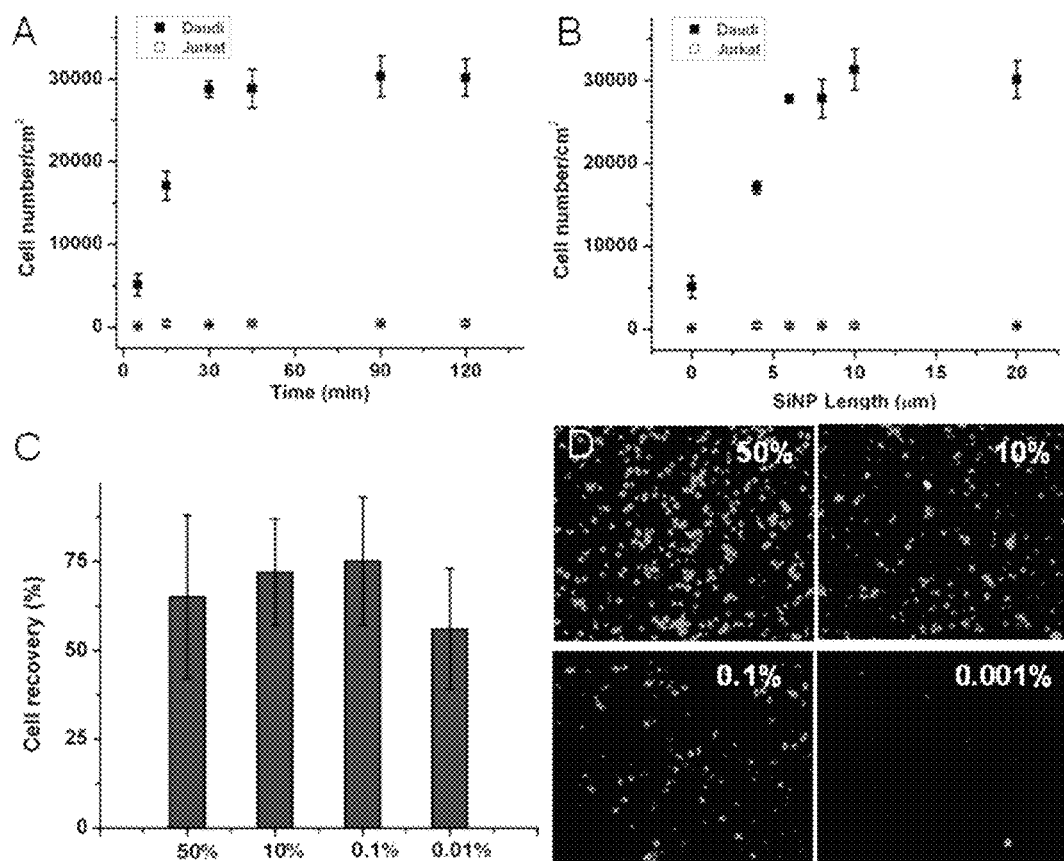 A
Daudi
Jurkat
Cell number/cm²
30000
20000
10000
0
0
30
60
90
120
Time (min)
B
Daudi
Jurkat
Cell number/cm²
30000
20000
10000
0
0
5
10
15
20
SiNP Length (μm)
C
Cell recovery (%)
75
50
25
0
50%
10%
0.1%
0.01%
D
50%
10%
0.1%
0.001%